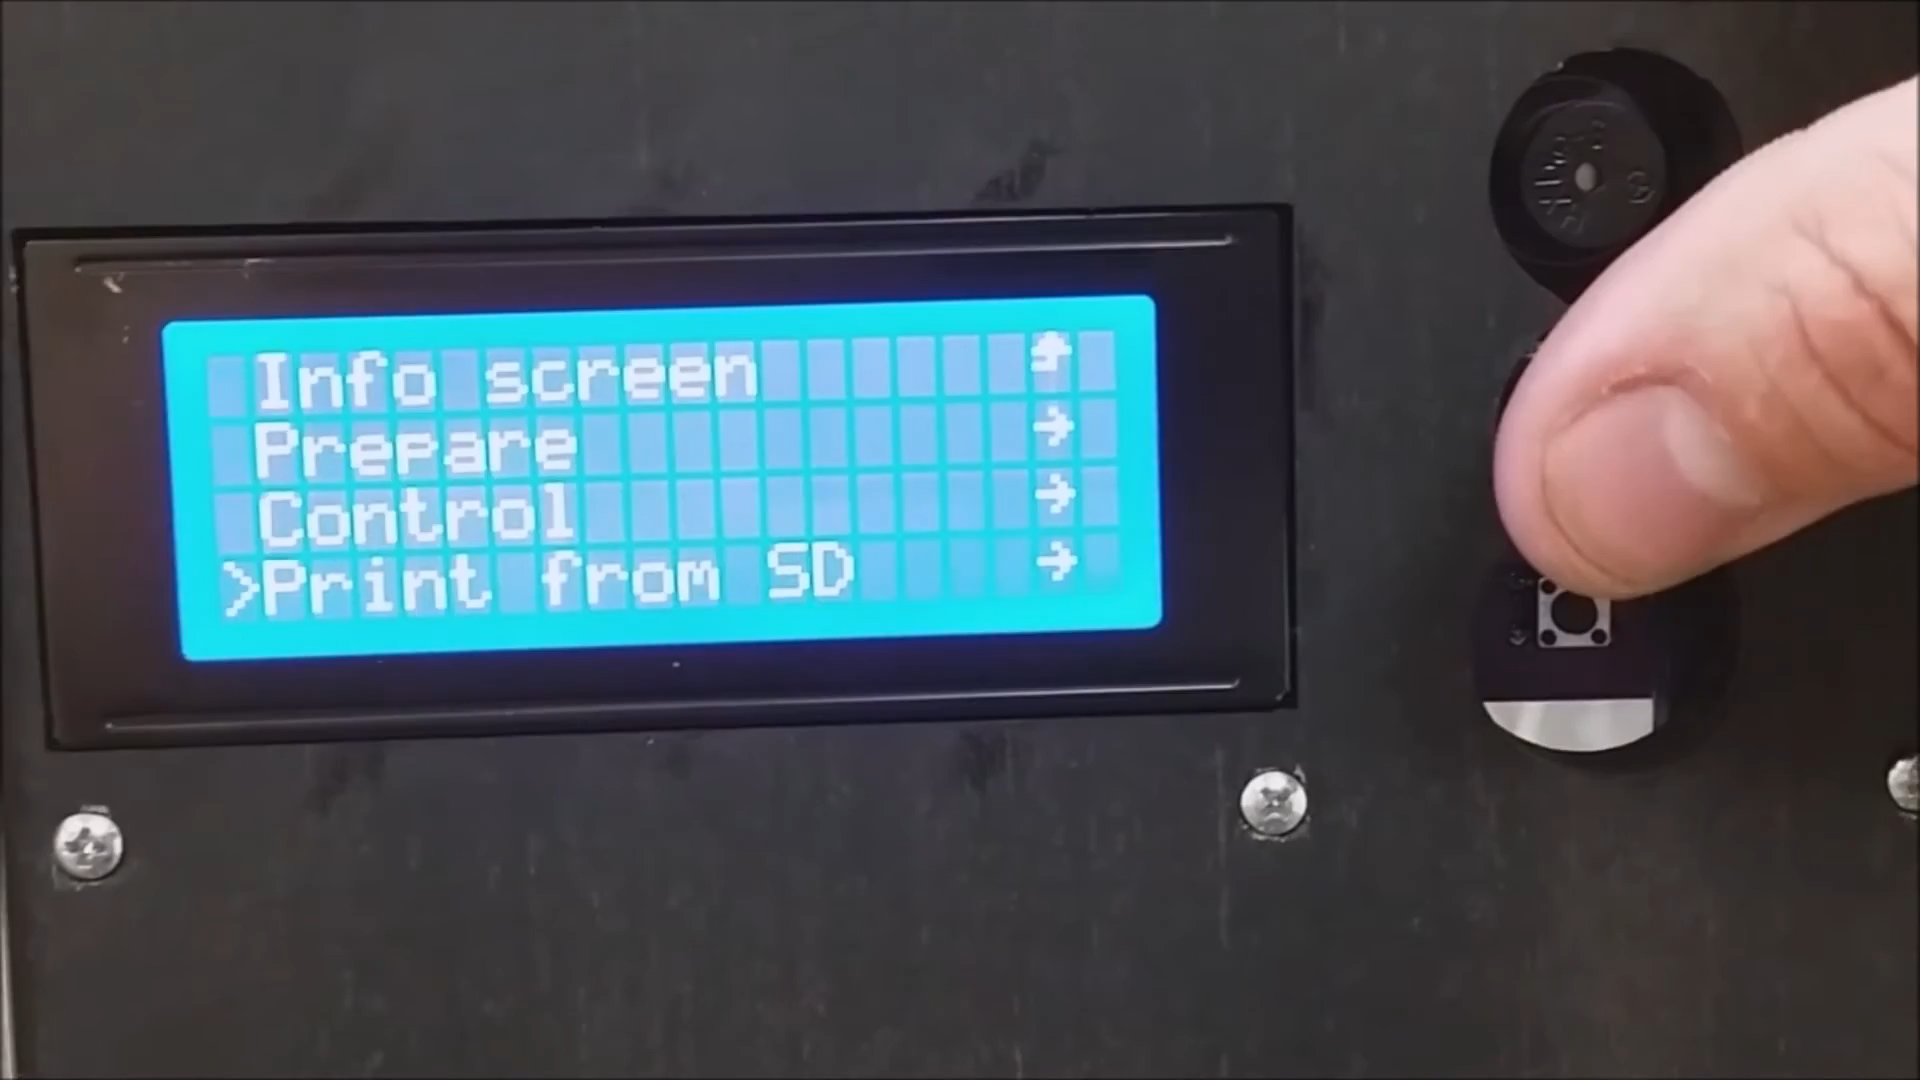 Info screen ↑
Prepare →
Control →
>Print from SD →